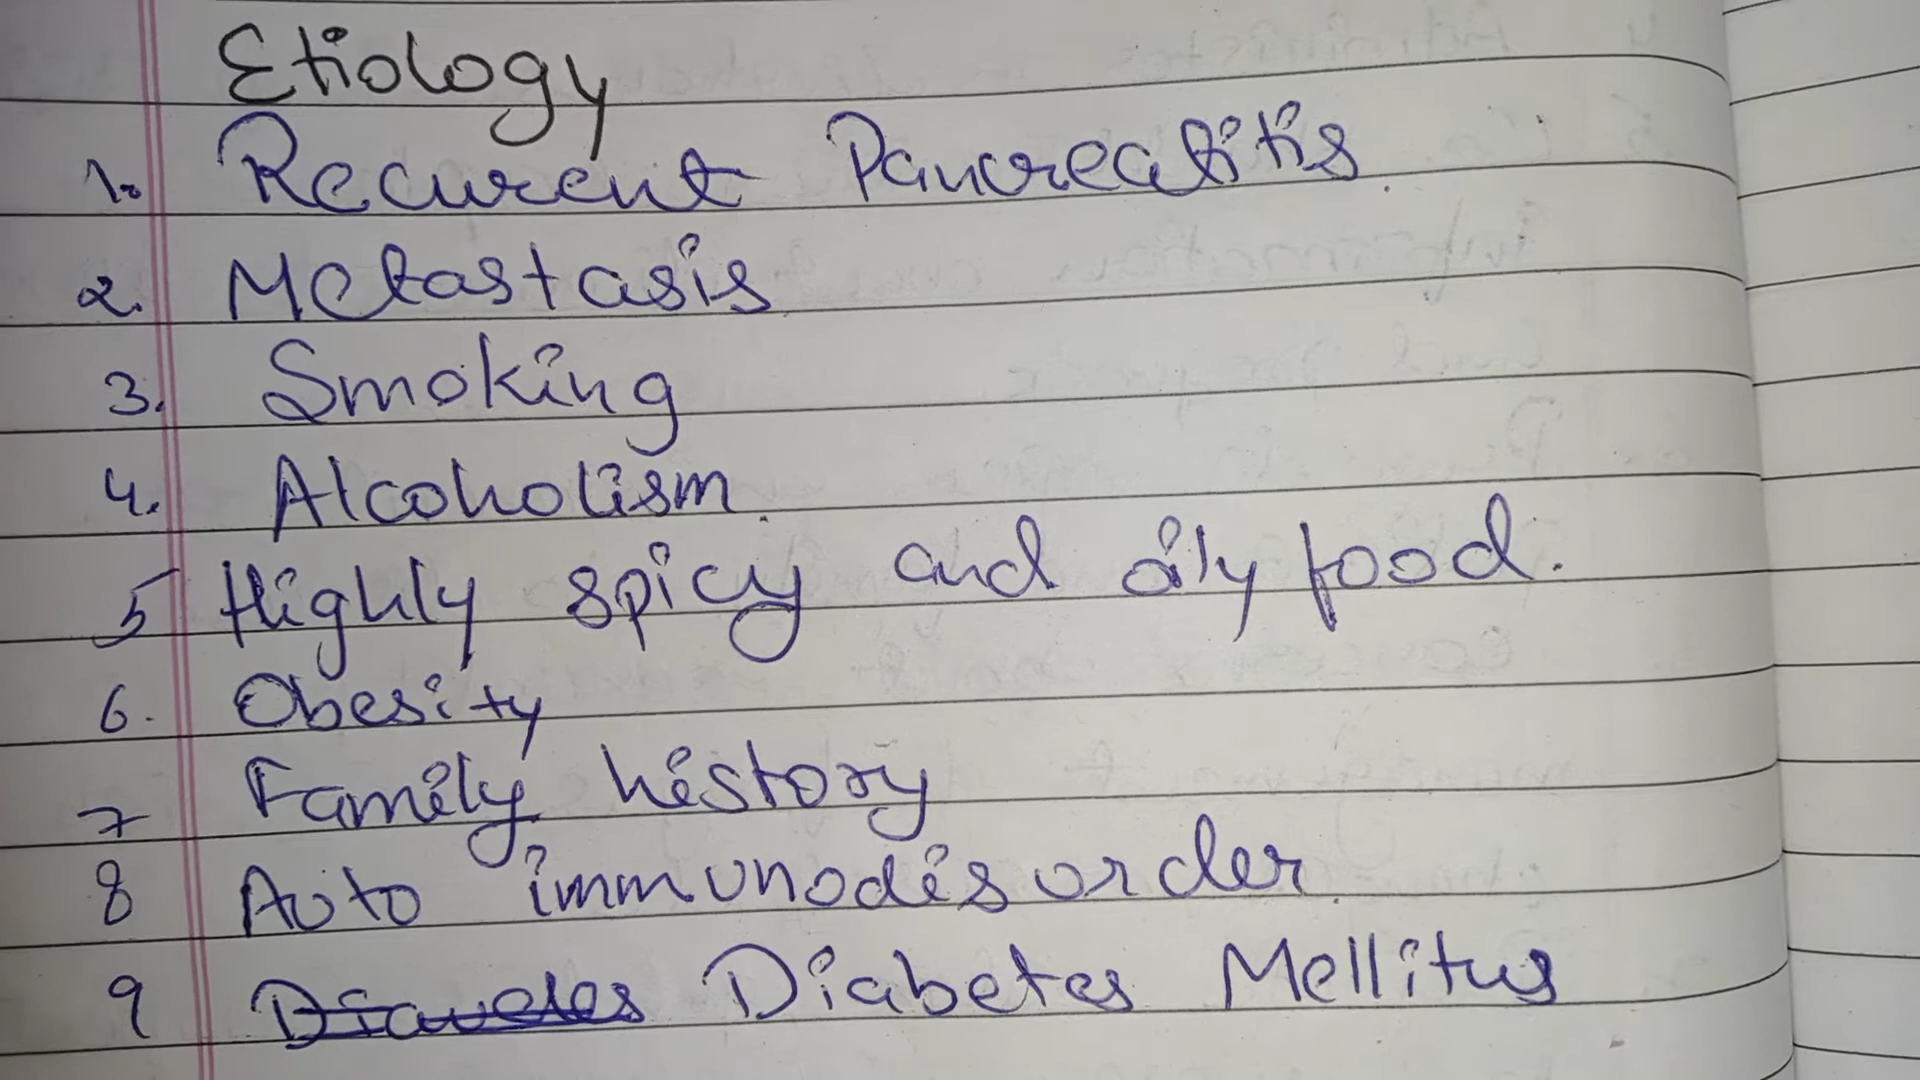 Etiology
1. Recurent Pancreatitis.
2. Metastasis
3. Smoking
4. Alcoholism.
5 Highly spicy and oily food.
6. Obesity
7 Family history
8 Auto immunodisorder.
9 Diabetes Mellitus